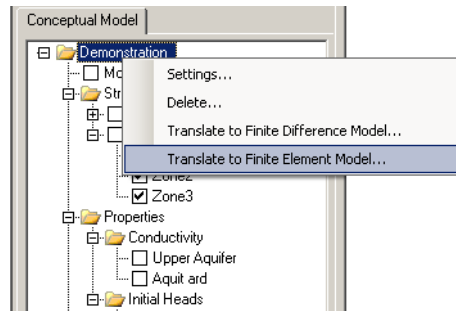 Conceptual Model
Demonstration
Mo
Settings...
Str
Delete...
Translate to Finite Difference Model...
Translate to Finite Element Model...
Zone2
Zone3
Properties
Conductivity
Upper Aquifer
Aquit ard
Initial Heads